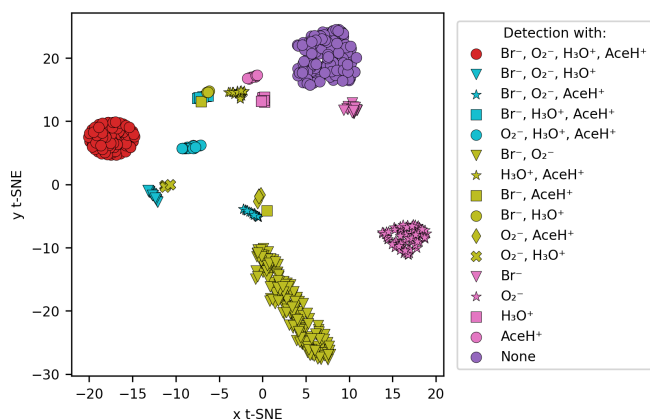 Detection with:
Br⁻, O₂⁻, H₃O⁺, AceH⁺
Br⁻, O₂⁻, H₃O⁺
Br⁻, O₂⁻, AceH⁺
Br⁻, H₃O⁺, AceH⁺
O₂⁻, H₃O⁺, AceH⁺
Br⁻, O₂⁻
H₃O⁺, AceH⁺
Br⁻, AceH⁺
Br⁻, H₃O⁺
O₂⁻, AceH⁺
O₂⁻, H₃O⁺
Br⁻
O₂⁻
H₃O⁺
AceH⁺
None
y t-SNE
20
10
0
−10
−20
−30
−20 −15 −10 −5 0 5 10 15 20
x t-SNE